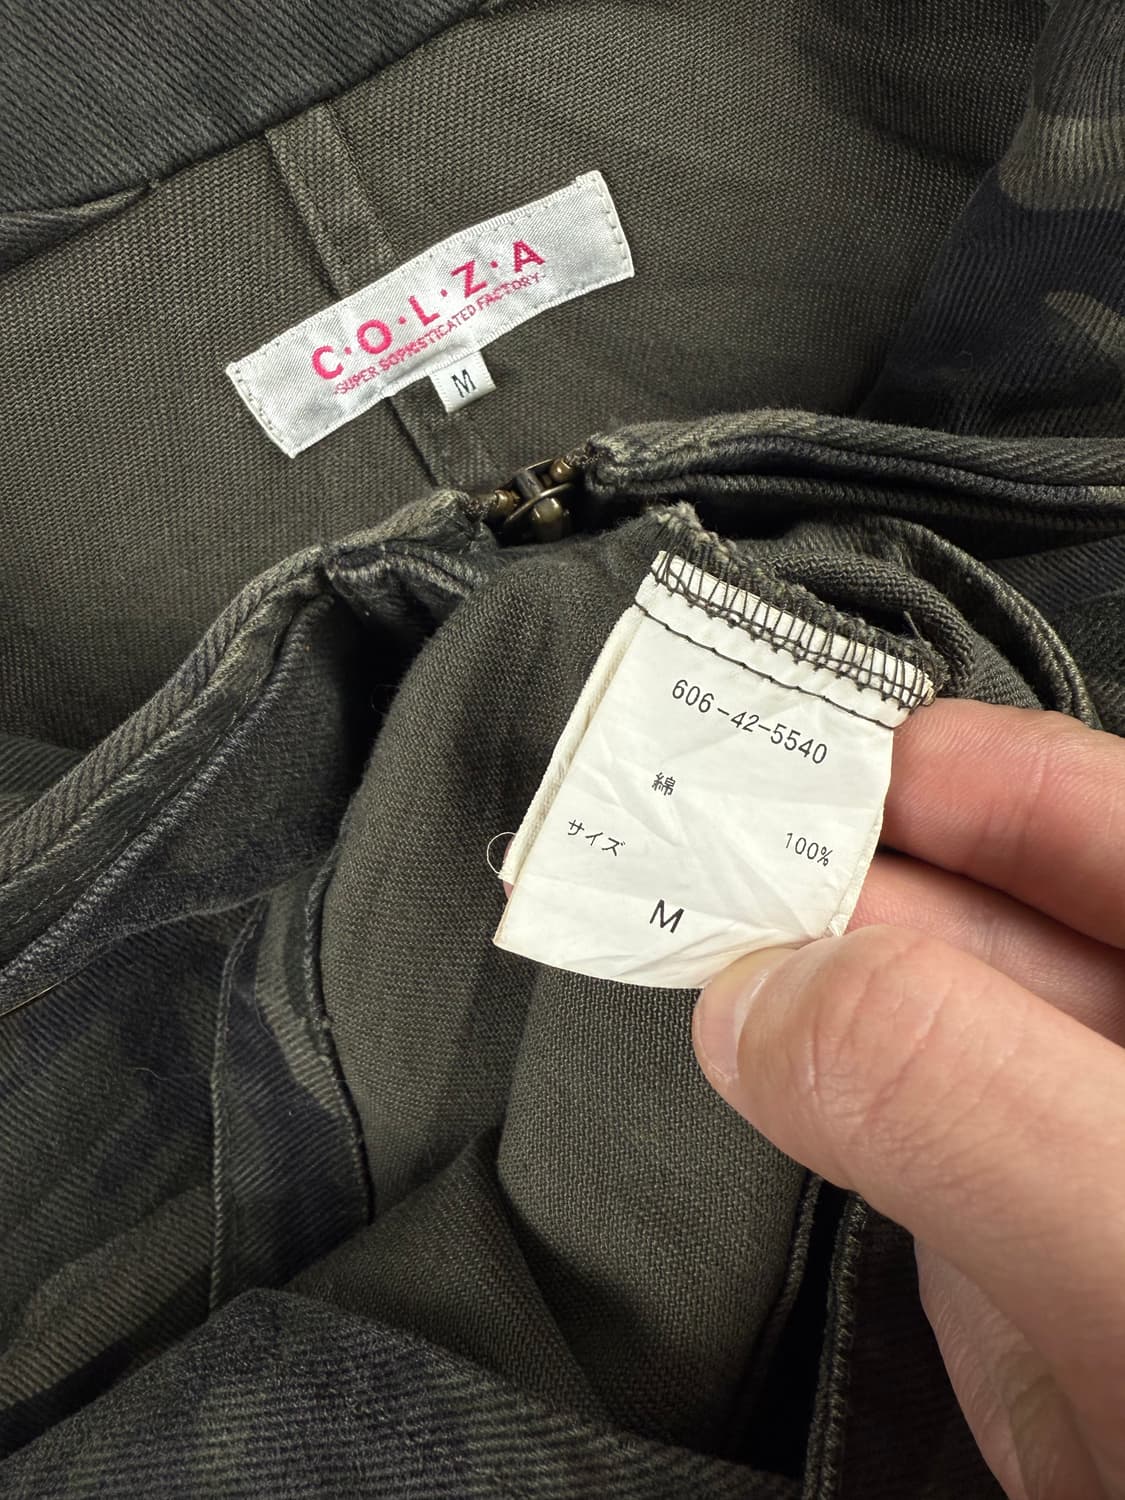 C·O·L·Z·A
·SUPER SOPHISTICATED FACTORY·
M
606-42-5540
綿 100%
サイズ
M